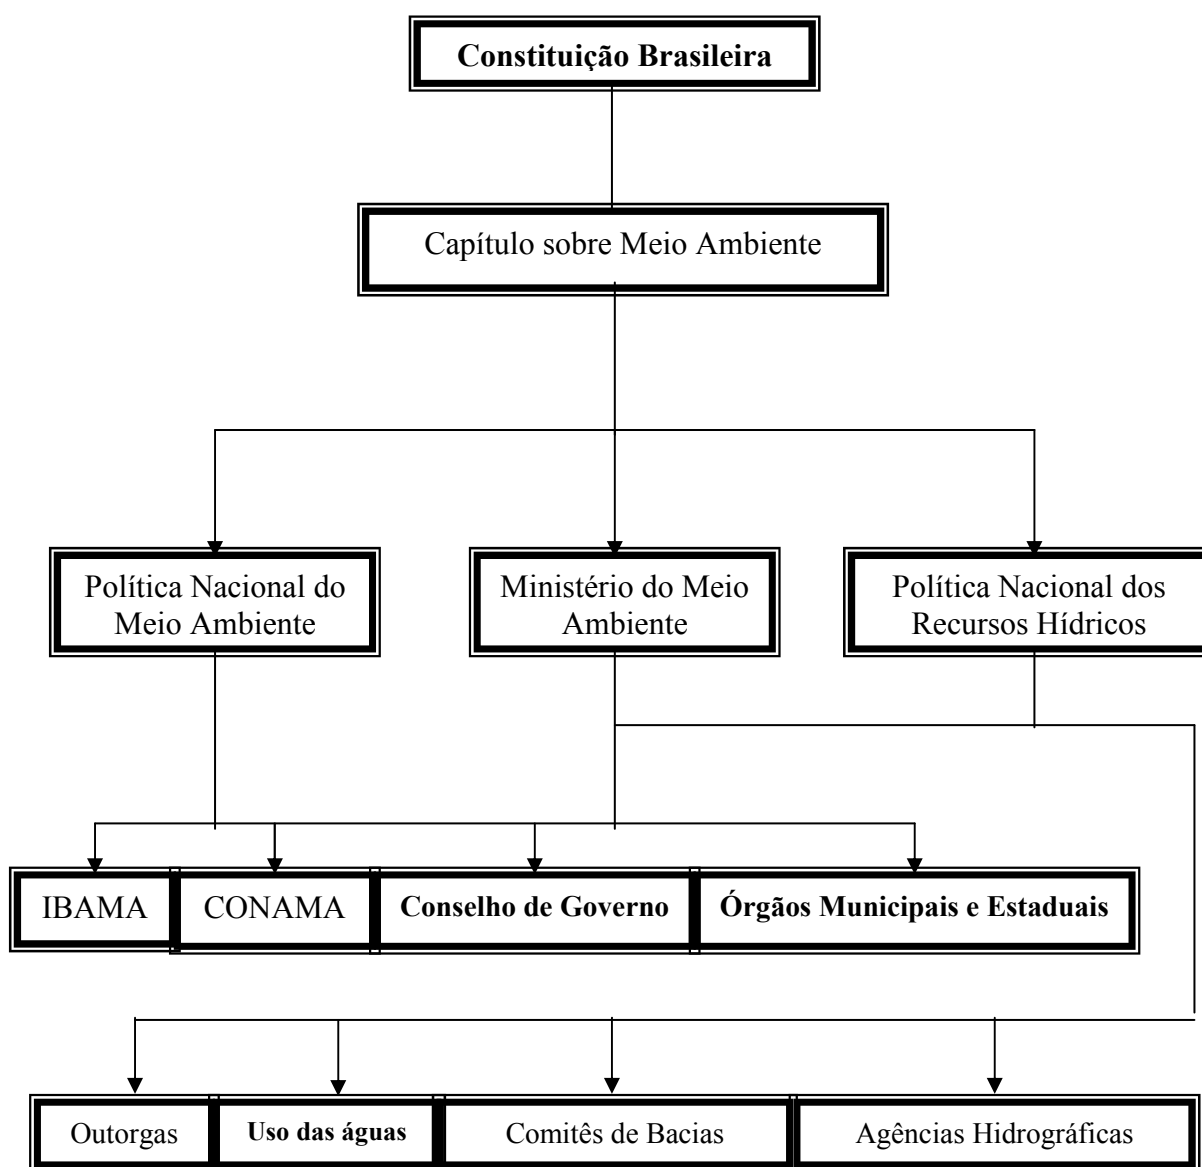 Constituição Brasileira
Capítulo sobre Meio Ambiente
Política Nacional do
Meio Ambiente
Ministério do Meio
Ambiente
Política Nacional dos
Recursos Hídricos
IBAMA
CONAMA
Conselho de Governo
Órgãos Municipais e Estaduais
Outorgas
Uso das águas
Comitês de Bacias
Agências Hidrográficas